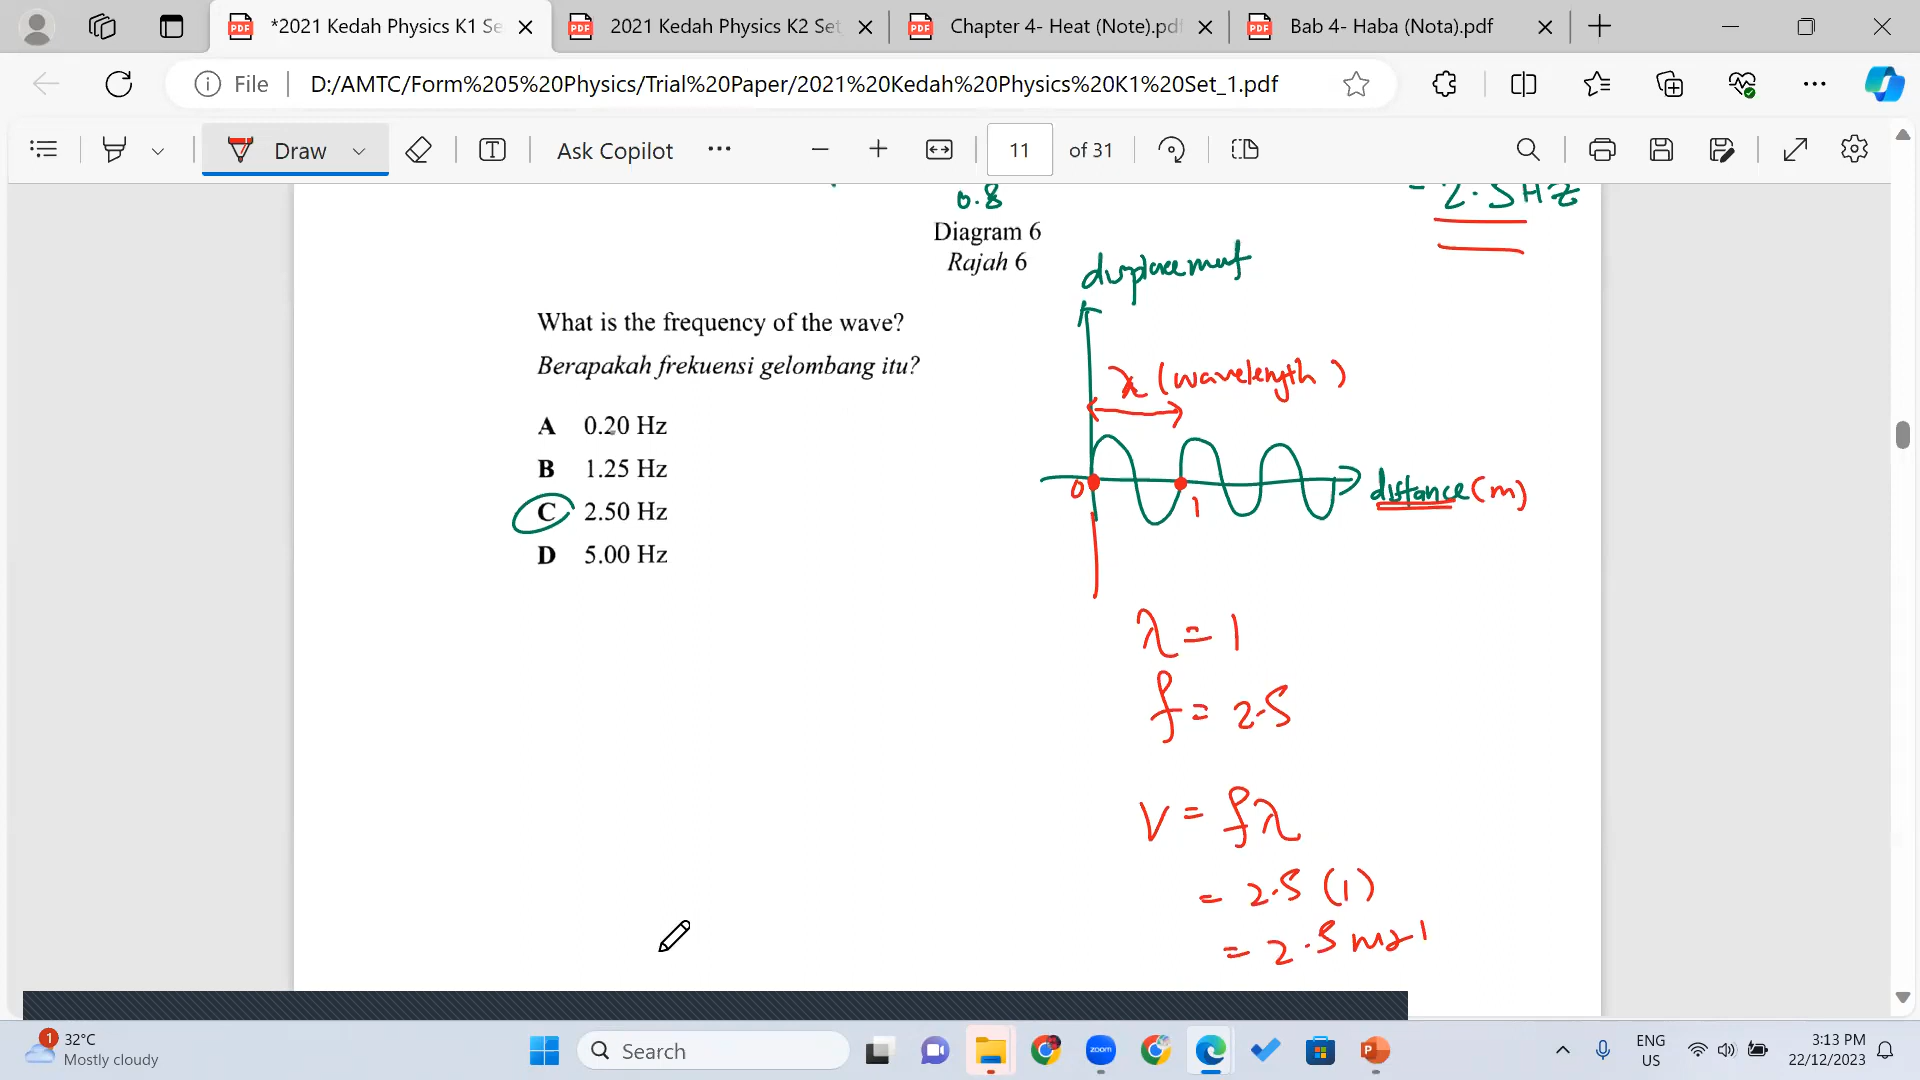 *2021 Kedah Physics K1 Se
2021 Kedah Physics K2 Set
Chapter 4- Heat (Note).pdf
Bab 4- Haba (Nota).pdf
File
D:/AMTC/Form%205%20Physics/Trial%20Paper/2021%20Kedah%20Physics%20K1%20Set_1.pdf
Draw
Ask Copilot
11 of 31
0.8
= 2.5Hz
Diagram 6
Rajah 6
displacement
What is the frequency of the wave?
Berapakah frekuensi gelombang itu?
λ (wavelength)
A 0.20 Hz
B 1.25 Hz
C 2.50 Hz
D 5.00 Hz
0
1
distance (m)
λ = 1
f = 2.5
v = fλ
= 2.5 (1)
= 2.5 ms-1
1
32°C
Mostly cloudy
Search
zoom
ENG
US
3:13 PM
22/12/2023